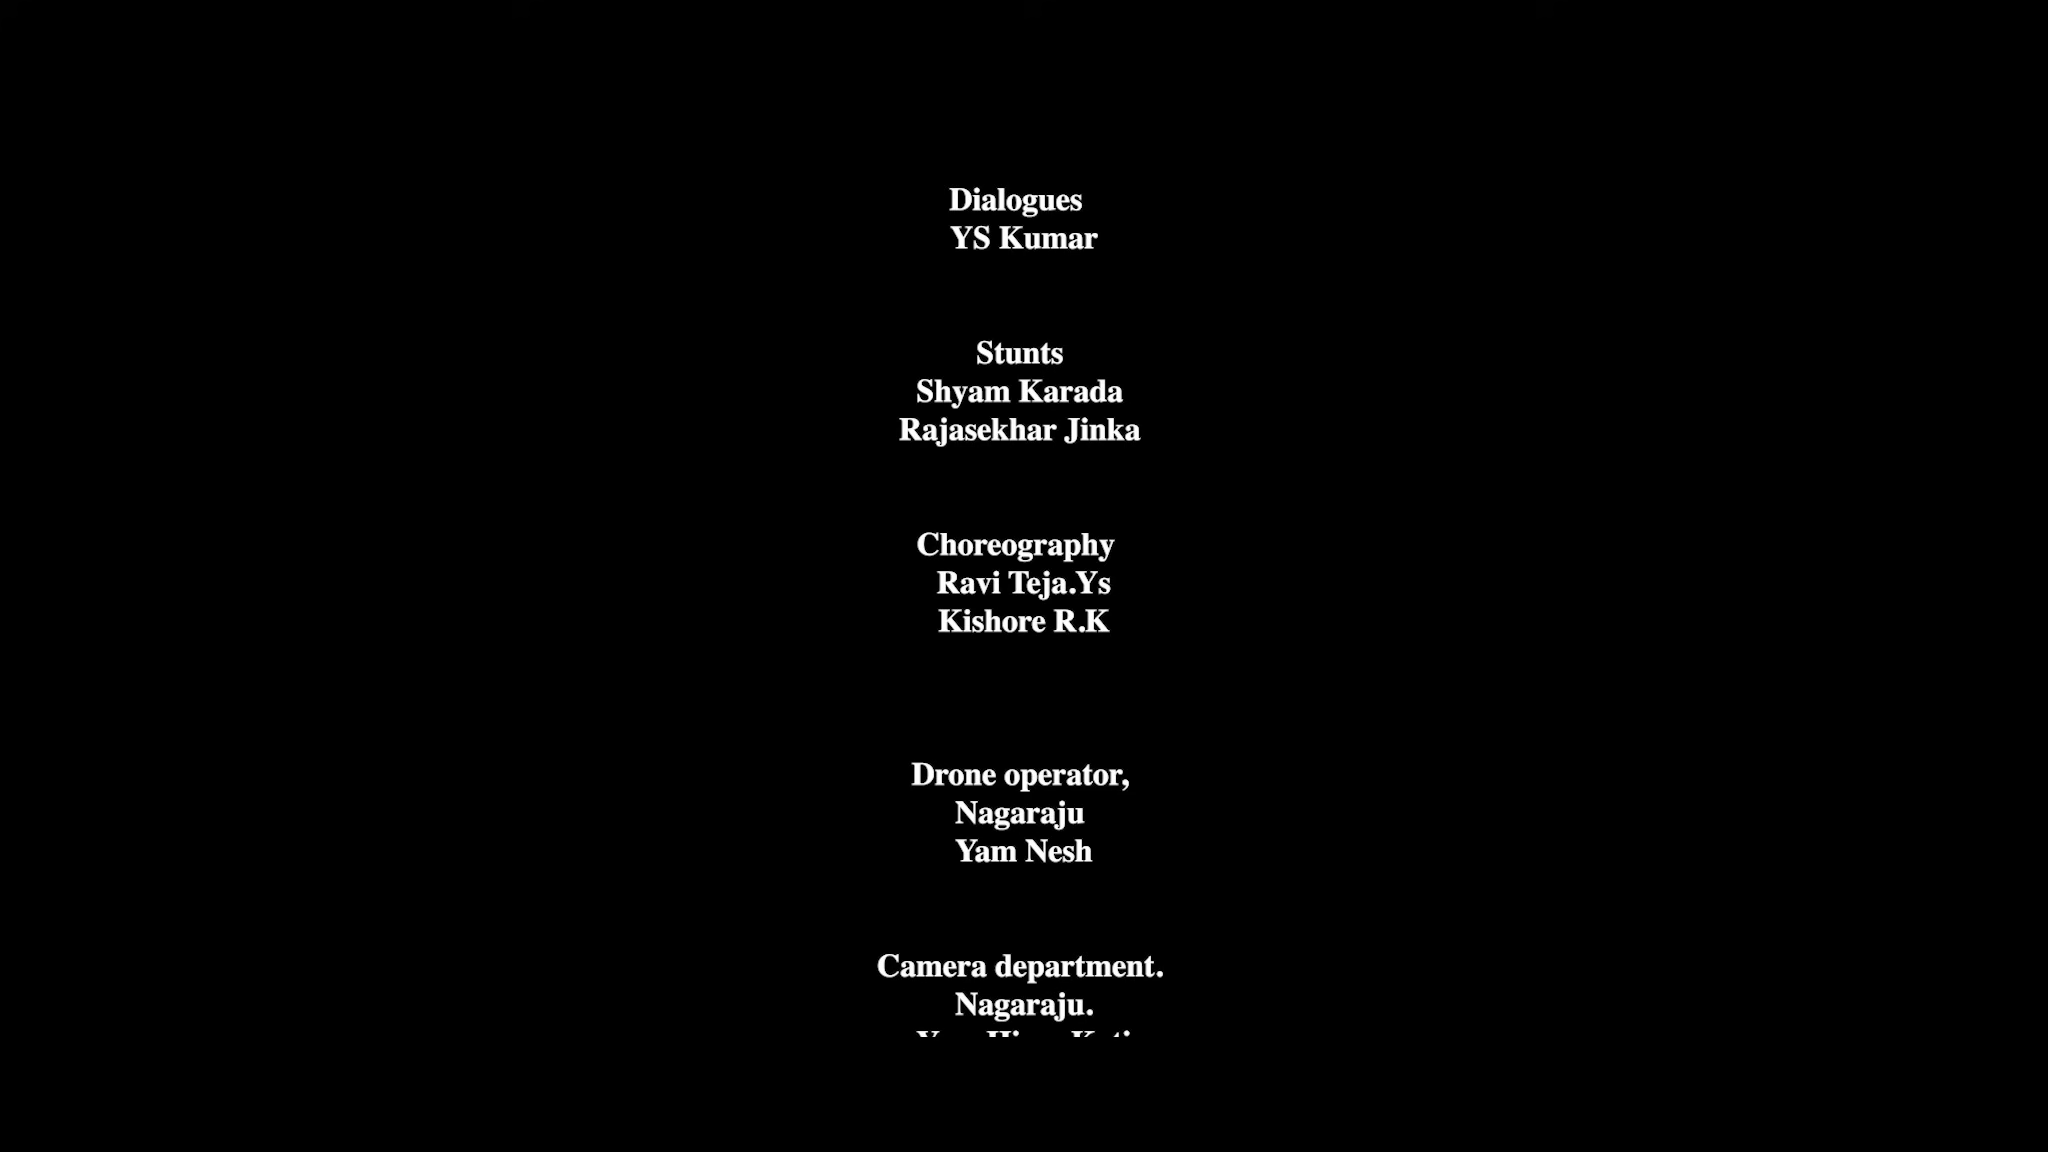 Dialogues
YS Kumar
Stunts
Shyam Karada
Rajasekhar Jinka
Choreography
Ravi Teja.Ys
Kishore R.K
Drone operator,
Nagaraju
Yam Nesh
Camera department.
Nagaraju.